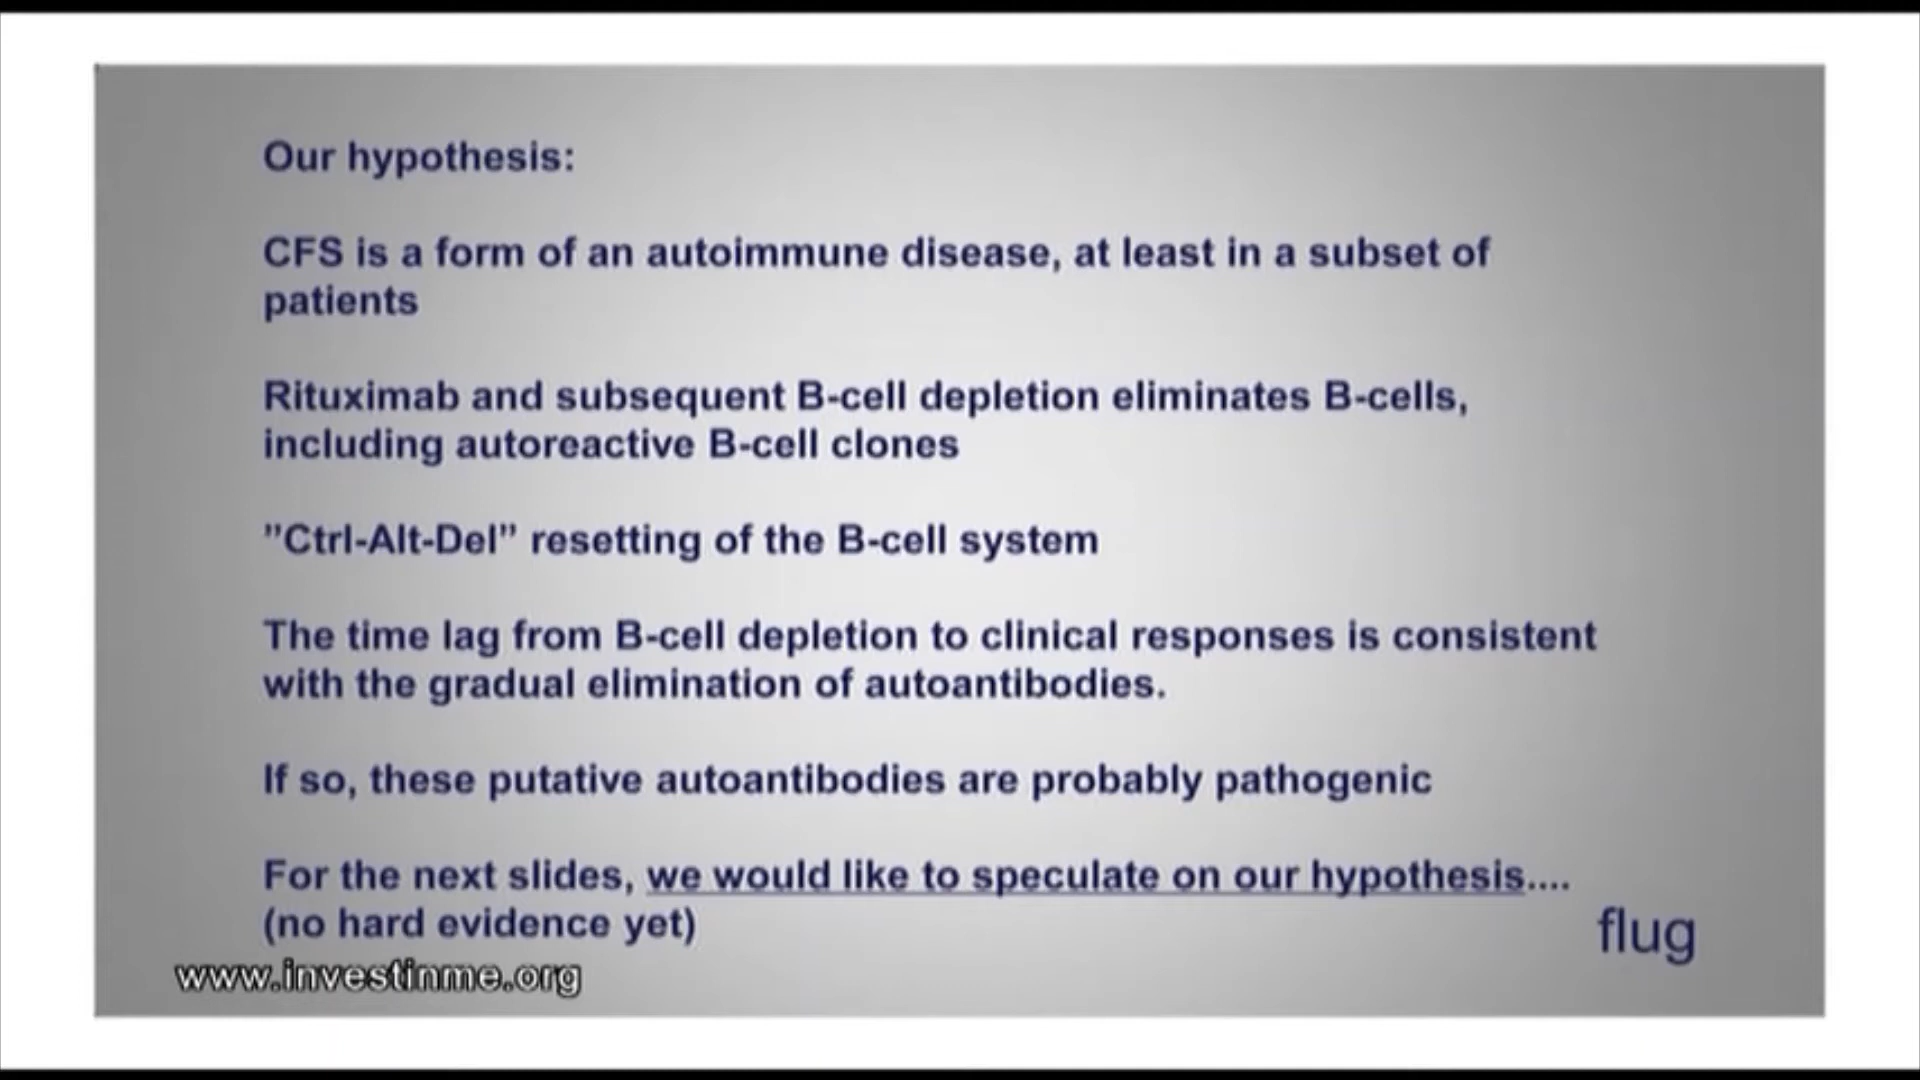 Our hypothesis:
CFS is a form of an autoimmune disease, at least in a subset of
patients
Rituximab and subsequent B-cell depletion eliminates B-cells,
including autoreactive B-cell clones
”Ctrl-Alt-Del” resetting of the B-cell system
The time lag from B-cell depletion to clinical responses is consistent
with the gradual elimination of autoantibodies.
If so, these putative autoantibodies are probably pathogenic
For the next slides, we would like to speculate on our hypothesis....
(no hard evidence yet)
flug
www.investinme.org